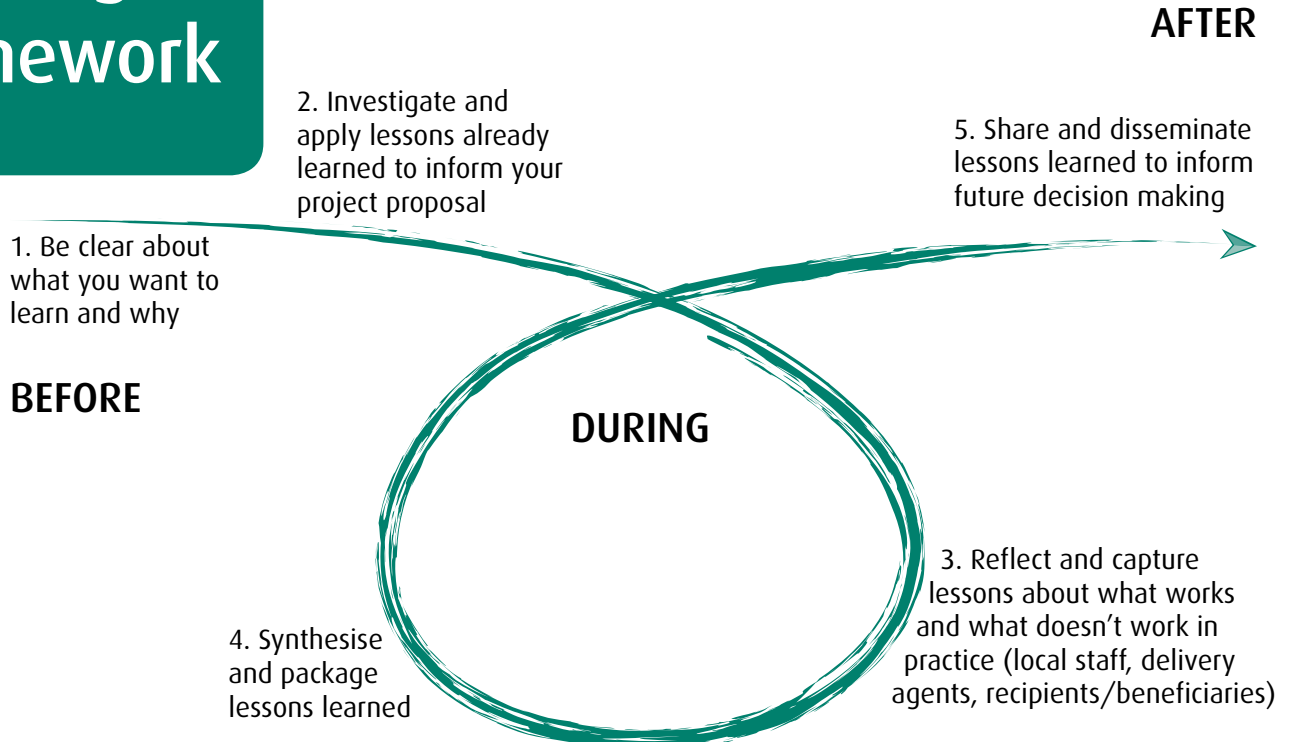 AFTER
2. Investigate and
apply lessons already
learned to inform your
project proposal
5. Share and disseminate
lessons learned to inform
future decision making
1. Be clear about
what you want to
learn and why
BEFORE
DURING
3. Reflect and capture
lessons about what works
and what doesn’t work in
practice (local staff, delivery
agents, recipients/beneficiaries)
4. Synthesise
and package
lessons learned